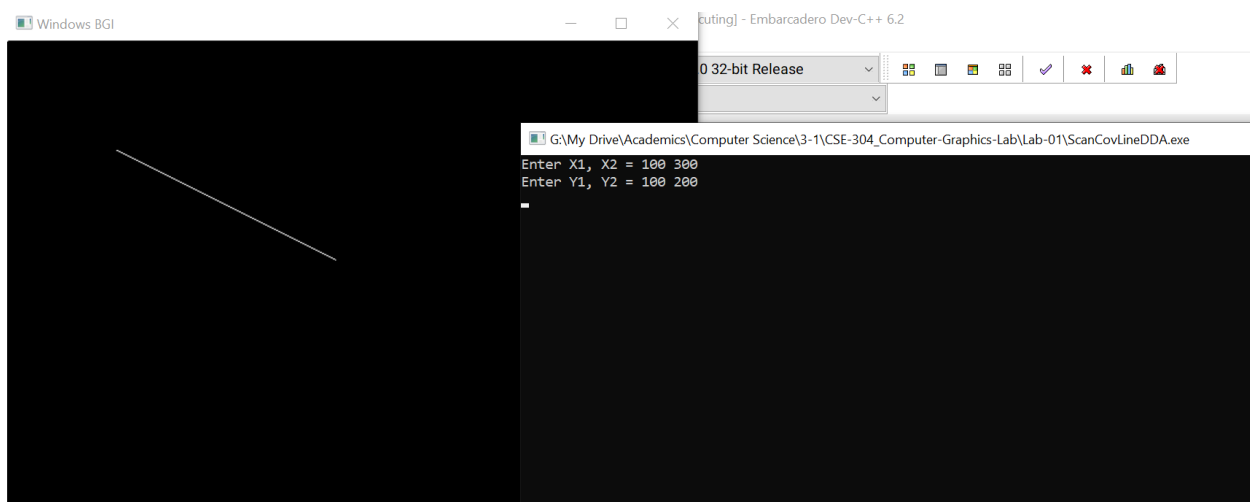 Windows BGI
cuting] - Embarcadero Dev-C++ 6.2
.0 32-bit Release
G:\My Drive\Academics\Computer Science\3-1\CSE-304_Computer-Graphics-Lab\Lab-01\ScanCovLineDDA.exe
Enter X1, X2 = 100 300
Enter Y1, Y2 = 100 200